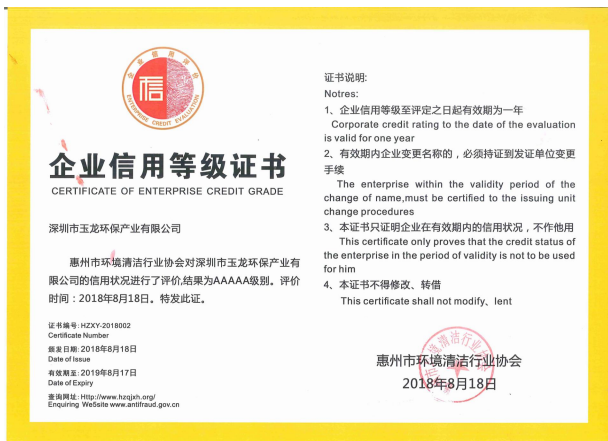 企业信用评价
信
ENTERPRISE CREDIT EVALUATION
企业信用等级证书
CERTIFICATE OF ENTERPRISE CREDIT GRADE
深圳市玉龙环保产业有限公司
惠州市环境清洁行业协会对深圳市玉龙环保产业有
限公司的信用状况进行了评价,结果为AAAAA级别。评价
时间：2018年8月18日。特发此证。
证书编号: HZXY-2018002
Certificate Number
颁发日期: 2018年8月18日
Date of Issue
有效期至: 2019年8月17日
Date of Expiry
查询网址: Http://www.hzqjxh.org/
Enquiring We5site www.antifraud.gov.cn
证书说明:
Notres:
1、企业信用等级至评定之日起有效期为一年
Corporate credit rating to the date of the evaluation
is valid for one year
2、有效期内企业变更名称的，必须持证到发证单位变更
手续
The enterprise within the validity period of the
change of name,must be certified to the issuing unit
change procedures
3、本证书只证明企业在有效期内的信用状况，不作他用
This certificate only proves that the credit status of
the enterprise in the period of validity is not to be used
for him
4、本证书不得修改、转借
This certificate shall not modify、lent
惠州市环境清洁行业协会
2018年8月18日